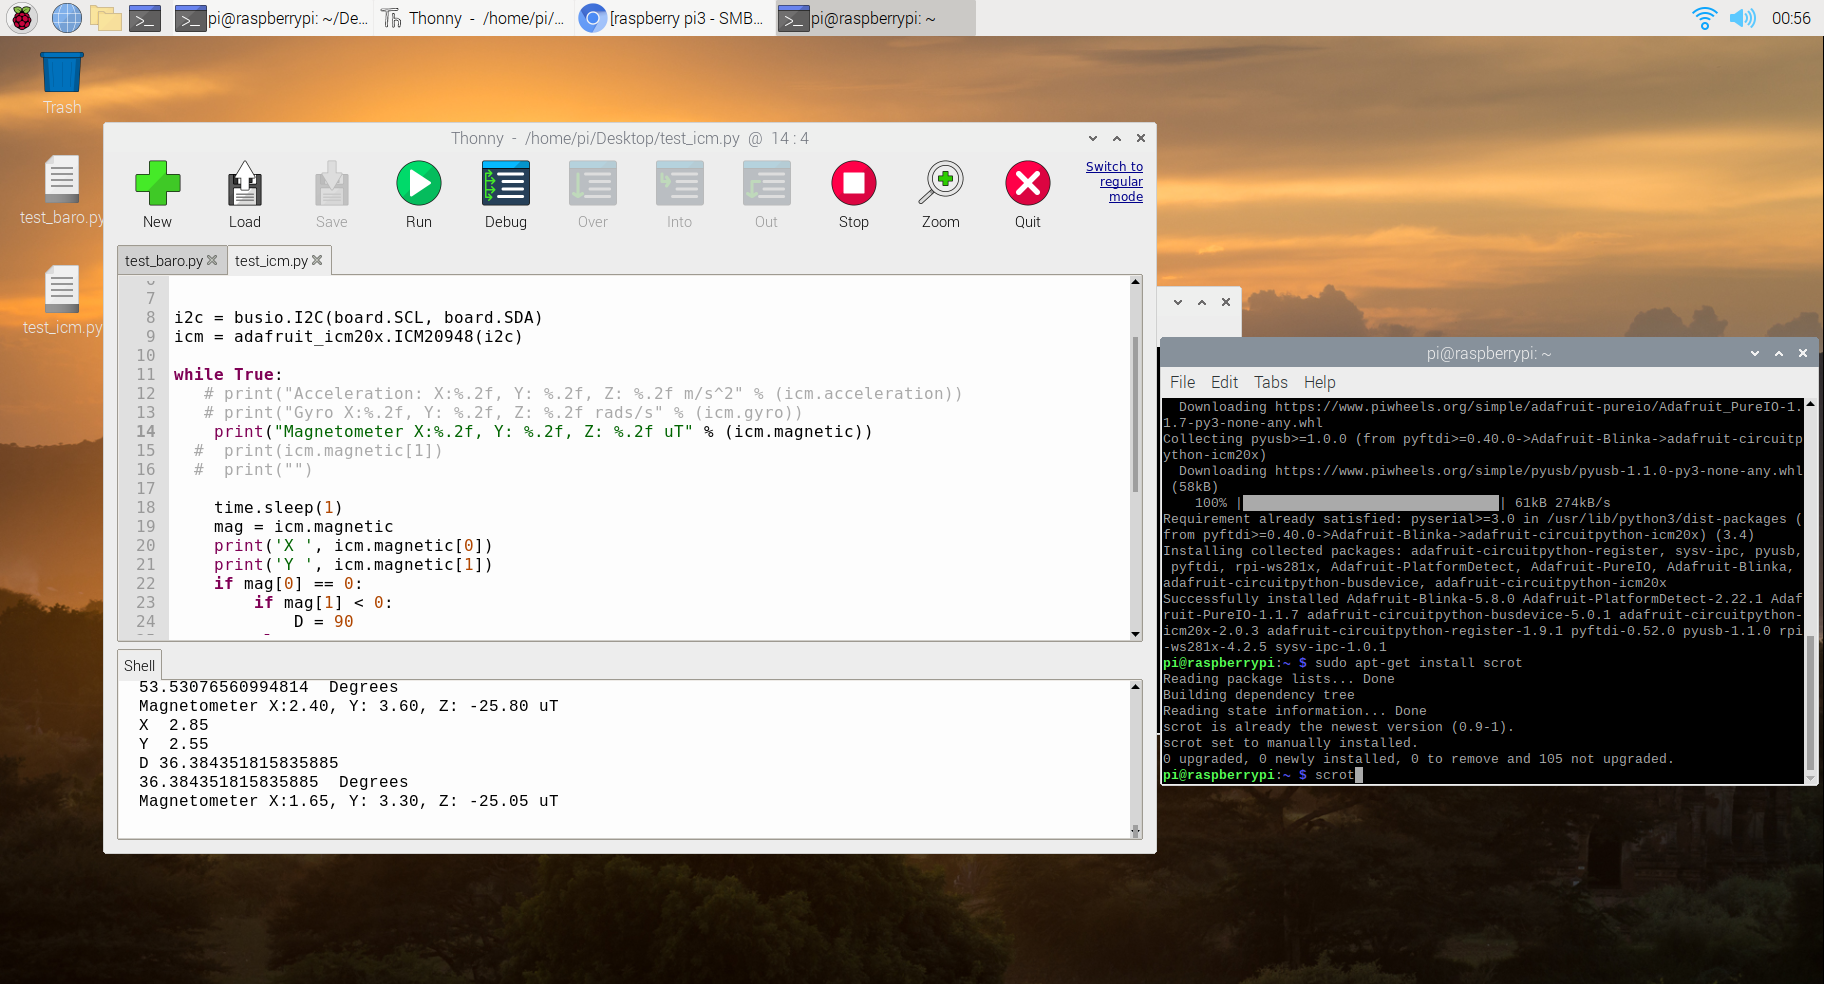 pi@raspberrypi: ~/De...
Thonny  -  /home/pi/...
[raspberry pi3 - SMB...
pi@raspberrypi: ~
00:56
Trash
test_baro.py
test_icm.py
Thonny  -  /home/pi/Desktop/test_icm.py  @  14 : 4
New
Load
Save
Run
Debug
Over
Into
Out
Stop
Zoom
Quit
Switch to
regular
mode
test_baro.py
test_icm.py
6
7
8 i2c = busio.I2C(board.SCL, board.SDA)
9 icm = adafruit_icm20x.ICM20948(i2c)
10
11 while True:
12    # print("Acceleration: X:%.2f, Y: %.2f, Z: %.2f m/s^2" % (icm.acceleration))
13    # print("Gyro X:%.2f, Y: %.2f, Z: %.2f rads/s" % (icm.gyro))
14     print("Magnetometer X:%.2f, Y: %.2f, Z: %.2f uT" % (icm.magnetic))
15   #  print(icm.magnetic[1])
16   #  print("")
17
18     time.sleep(1)
19     mag = icm.magnetic
20     print('X ', icm.magnetic[0])
21     print('Y ', icm.magnetic[1])
22     if mag[0] == 0:
23         if mag[1] < 0:
24             D = 90
Shell
53.53076560994814  Degrees
Magnetometer X:2.40, Y: 3.60, Z: -25.80 uT
X  2.85
Y  2.55
D 36.384351815835885
36.384351815835885  Degrees
Magnetometer X:1.65, Y: 3.30, Z: -25.05 uT
pi@raspberrypi: ~
File Edit Tabs Help
  Downloading https://www.piwheels.org/simple/adafruit-pureio/Adafruit_PureIO-1.
1.7-py3-none-any.whl
Collecting pyusb>=1.0.0 (from pyftdi>=0.40.0->Adafruit-Blinka->adafruit-circuitp
ython-icm20x)
  Downloading https://www.piwheels.org/simple/pyusb/pyusb-1.1.0-py3-none-any.whl
 (58kB)
    100% |                                | 61kB 274kB/s
Requirement already satisfied: pyserial>=3.0 in /usr/lib/python3/dist-packages (
from pyftdi>=0.40.0->Adafruit-Blinka->adafruit-circuitpython-icm20x) (3.4)
Installing collected packages: adafruit-circuitpython-register, sysv-ipc, pyusb,
 pyftdi, rpi-ws281x, Adafruit-PlatformDetect, Adafruit-PureIO, Adafruit-Blinka,
adafruit-circuitpython-busdevice, adafruit-circuitpython-icm20x
Successfully installed Adafruit-Blinka-5.8.0 Adafruit-PlatformDetect-2.22.1 Adaf
ruit-PureIO-1.1.7 adafruit-circuitpython-busdevice-5.0.1 adafruit-circuitpython-
icm20x-2.0.3 adafruit-circuitpython-register-1.9.1 pyftdi-0.52.0 pyusb-1.1.0 rpi
-ws281x-4.2.5 sysv-ipc-1.0.1
pi@raspberrypi:~ $ sudo apt-get install scrot
Reading package lists... Done
Building dependency tree
Reading state information... Done
scrot is already the newest version (0.9-1).
scrot set to manually installed.
0 upgraded, 0 newly installed, 0 to remove and 105 not upgraded.
pi@raspberrypi:~ $ scrot